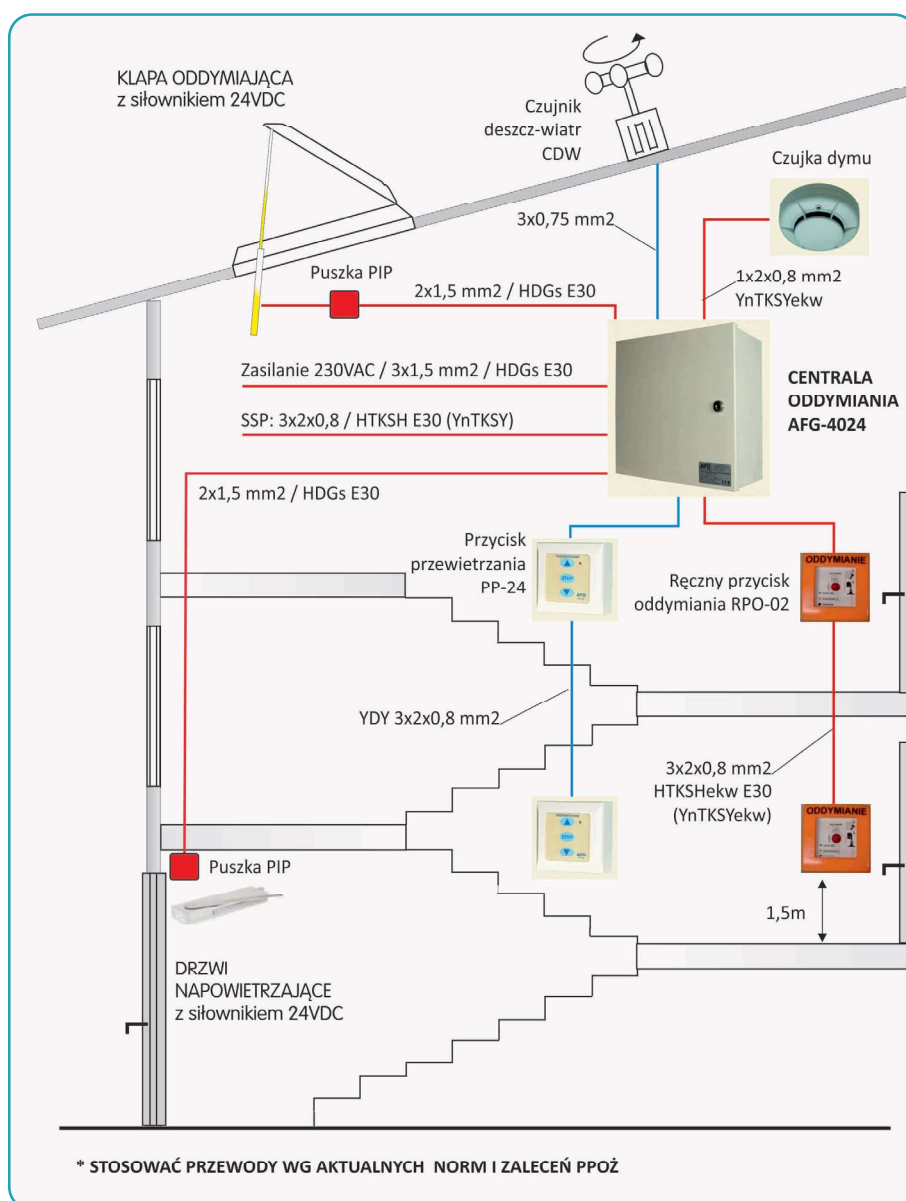 KLAPA ODDYMIAJĄCA
z siłownikiem 24VDC
Czujnik
deszcz-wiatr
CDW
Czujka dymu
3x0,75 mm2
Puszka PIP
2x1,5 mm2 / HDGs E30
1x2x0,8 mm2
YnTKSYekw
Zasilanie 230VAC / 3x1,5 mm2 / HDGs E30
SSP: 3x2x0,8 / HTKSH E30 (YnTKSY)
CENTRALA
ODDYMIANIA
AFG-4024
2x1,5 mm2 / HDGs E30
Przycisk
przewietrzania
PP-24
STOP
ODDYMIANIE
Ręczny przycisk
oddymiania RPO-02
YDY 3x2x0,8 mm2
3x2x0,8 mm2
HTKSHekw E30
(YnTKSYekw)
STOP
ODDYMIANIE
Puszka PIP
1,5m
DRZWI
NAPOWIETRZAJĄCE
z siłownikiem 24VDC
* STOSOWAĆ PRZEWODY WG AKTUALNYCH NORM I ZALECEŃ PPOŻ